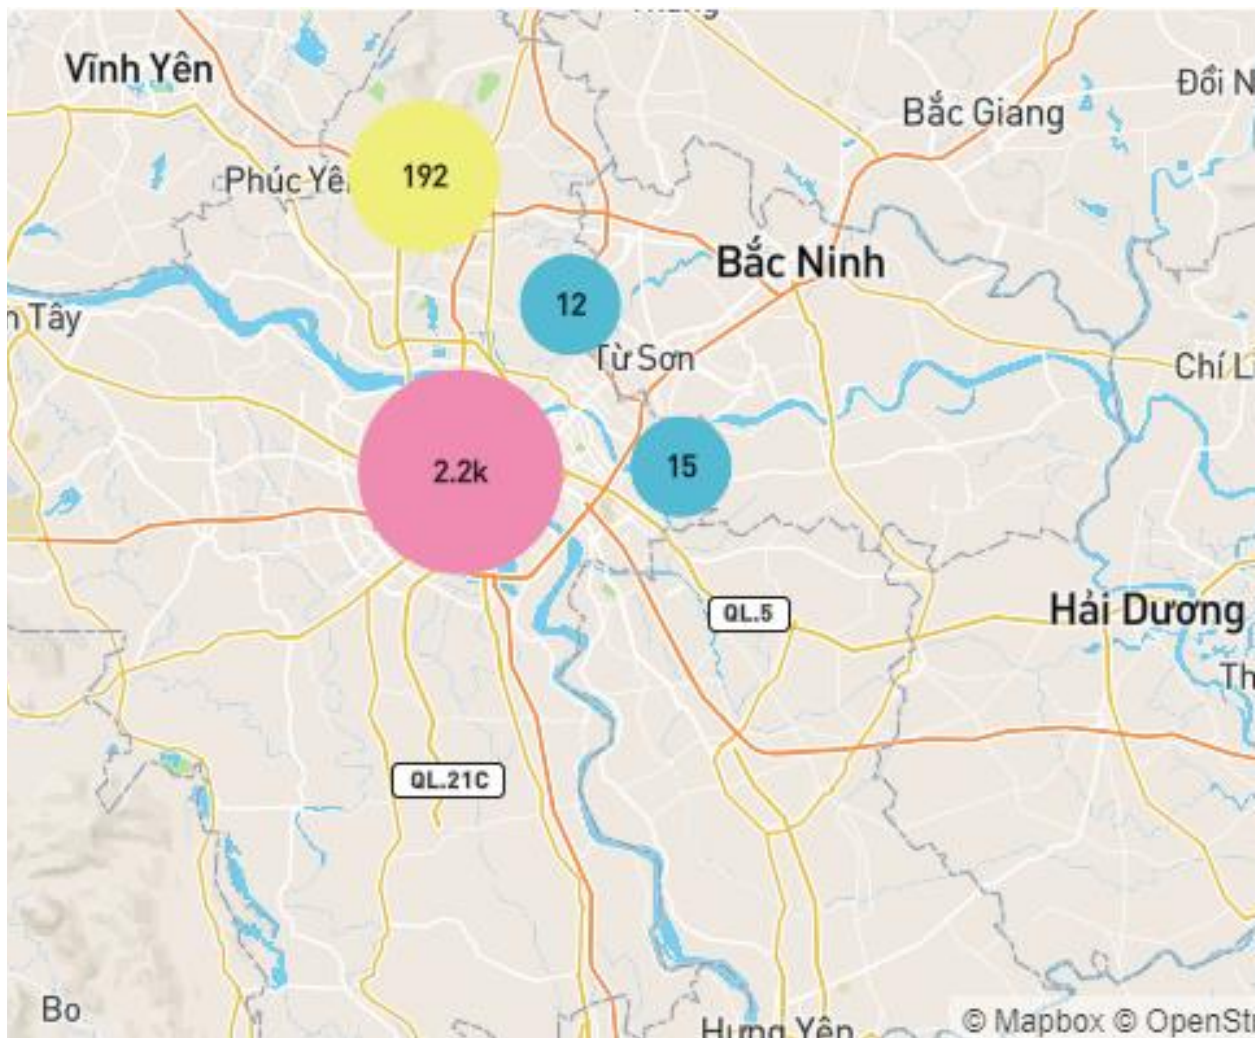 Vĩnh Yên
Đồi N
Bắc Giang
192
Phúc Yê
Bắc Ninh
12
n Tây
Từ Sơn
Chí L
2.2k
15
QL.5
Hải Dương
Th
QL.21C
Bo
© Mapbox © OpenStr
Hưng Yên